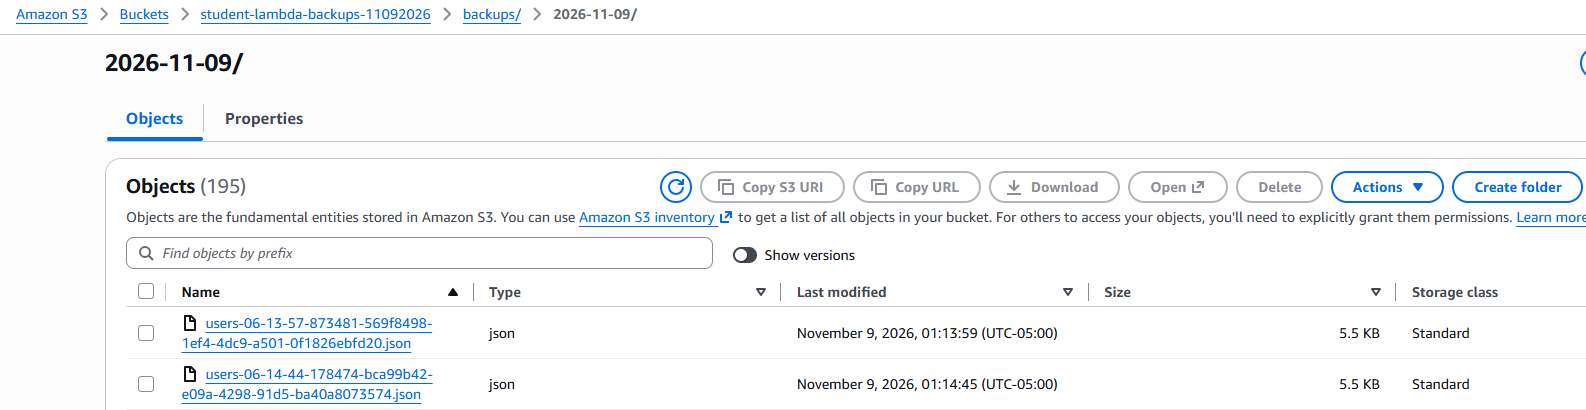 Amazon S3 > Buckets > student-lambda-backups-11092026 > backups/ > 2026-11-09/
2026-11-09/
Objects Properties
Objects (195) Copy S3 URI Copy URL Download Open Delete Actions Create folder
Objects are the fundamental entities stored in Amazon S3. You can use Amazon S3 inventory to get a list of all objects in your bucket. For others to access your objects, you'll need to explicitly grant them permissions. Learn more
Find objects by prefix Show versions
Name Type Last modified Size Storage class
users-06-13-57-873481-569f8498-
1ef4-4dc9-a501-0f1826ebfd20.json json November 9, 2026, 01:13:59 (UTC-05:00) 5.5 KB Standard
users-06-14-44-178474-bca99b42-
e09a-4298-91d5-ba40a8073574.json json November 9, 2026, 01:14:45 (UTC-05:00) 5.5 KB Standard